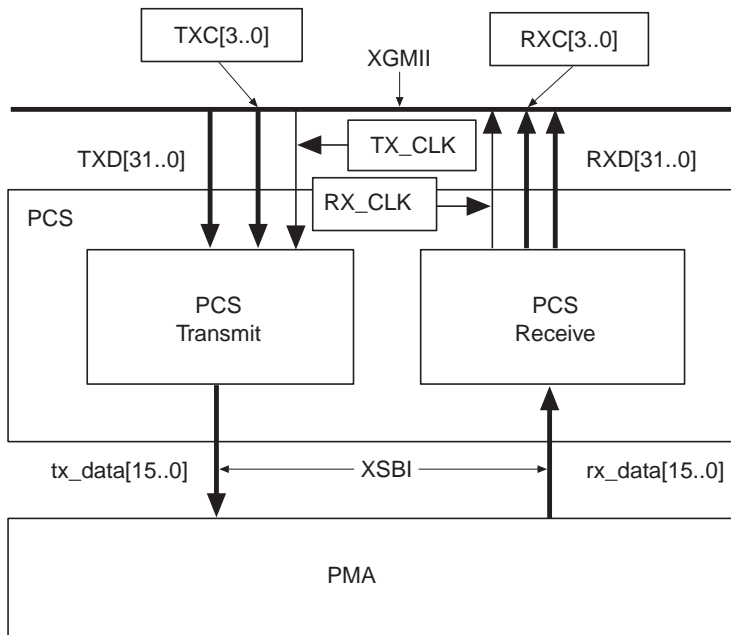 TXC[3..0]
RXC[3..0]
XGMII
TXD[31..0]
TX_CLK
RXD[31..0]
RX_CLK
PCS
PCS
Transmit
PCS
Receive
tx_data[15..0]
XSBI
rx_data[15..0]
PMA